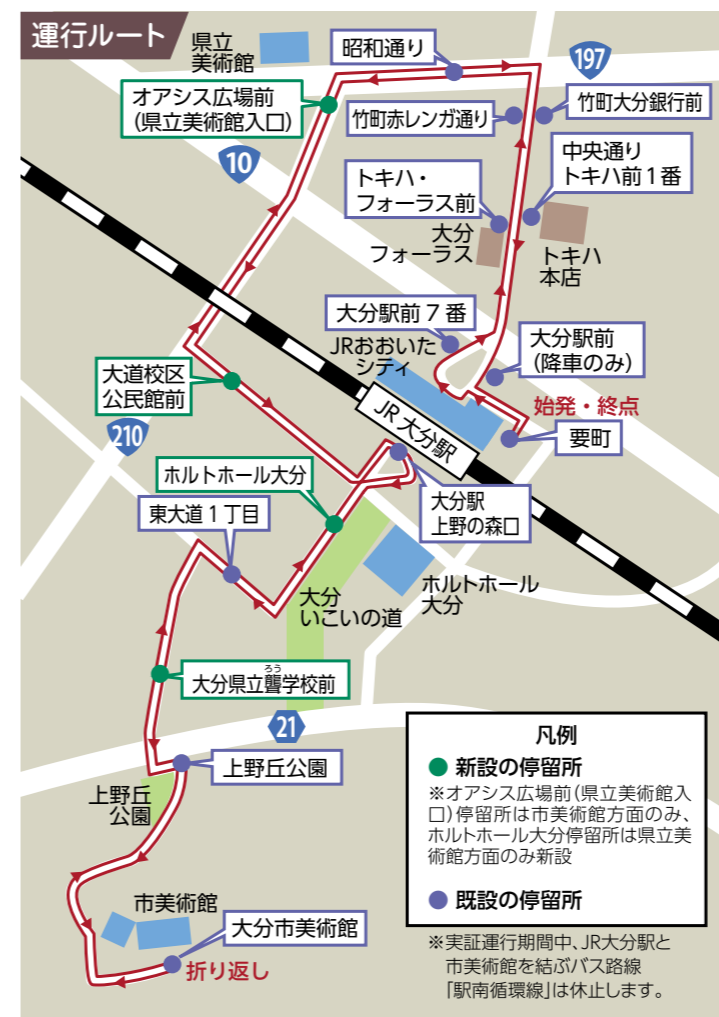 運行ルート
県立
美術館
昭和通り
197
オアシス広場前
(県立美術館入口)
竹町赤レンガ通り
竹町大分銀行前
10
トキハ・
フォーラス前
中央通り
トキハ前1番
大分
フォーラス
トキハ
本店
大分駅前7番
JRおおいた
シティ
大分駅前
(降車のみ)
大道校区
公民館前
始発・終点
JR大分駅
要町
210
ホルトホール大分
大分駅
上野の森口
東大道1丁目
大分
いこいの道
ホルトホール
大分
ろう
大分県立聾学校前
21
上野丘公園
上野丘
公園
市美術館
大分市美術館
折り返し
凡例
新設の停留所
※オアシス広場前(県立美術館入
口)停留所は市美術館方面のみ、
ホルトホール大分停留所は県立美
術館方面のみ新設
既設の停留所
※実証運行期間中、JR大分駅と
市美術館を結ぶバス路線
「駅南循環線」は休止します。